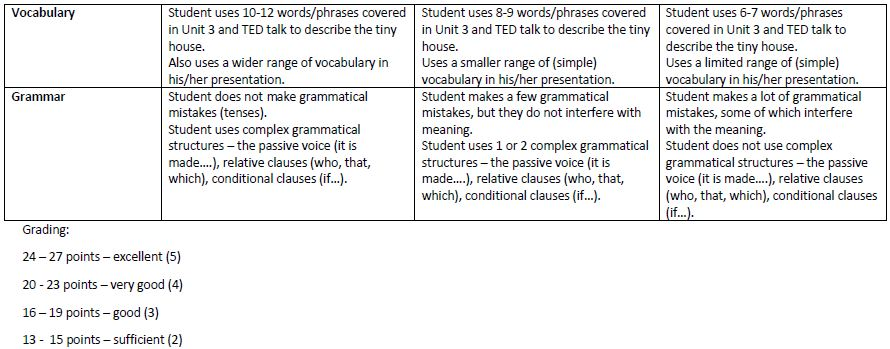 Vocabulary
Student uses 10-12 words/phrases covered
in Unit 3 and TED talk to describe the tiny
house.
Also uses a wider range of vocabulary in
his/her presentation.
Student uses 8-9 words/phrases covered
in Unit 3 and TED talk to describe the tiny
house.
Uses a smaller range of (simple)
vocabulary in his/her presentation.
Student uses 6-7 words/phrases
covered in Unit 3 and TED talk to
describe the tiny house.
Uses a limited range of (simple)
vocabulary in his/her presentation.
Grammar
Student does not make grammatical
mistakes (tenses).
Student uses complex grammatical
structures – the passive voice (it is
made....), relative clauses (who, that,
which), conditional clauses (if...).
Student makes a few grammatical
mistakes, but they do not interfere with
meaning.
Student uses 1 or 2 complex grammatical
structures – the passive voice (it is
made....), relative clauses (who, that,
which), conditional clauses (if...).
Student makes a lot of grammatical
mistakes, some of which interfere
with the meaning.
Student does not use complex
grammatical structures – the passive
voice (it is made....), relative clauses
(who, that, which), conditional clauses
(if...).
Grading:
24 – 27 points – excellent (5)
20 - 23 points – very good (4)
16 – 19 points – good (3)
13 - 15 points – sufficient (2)